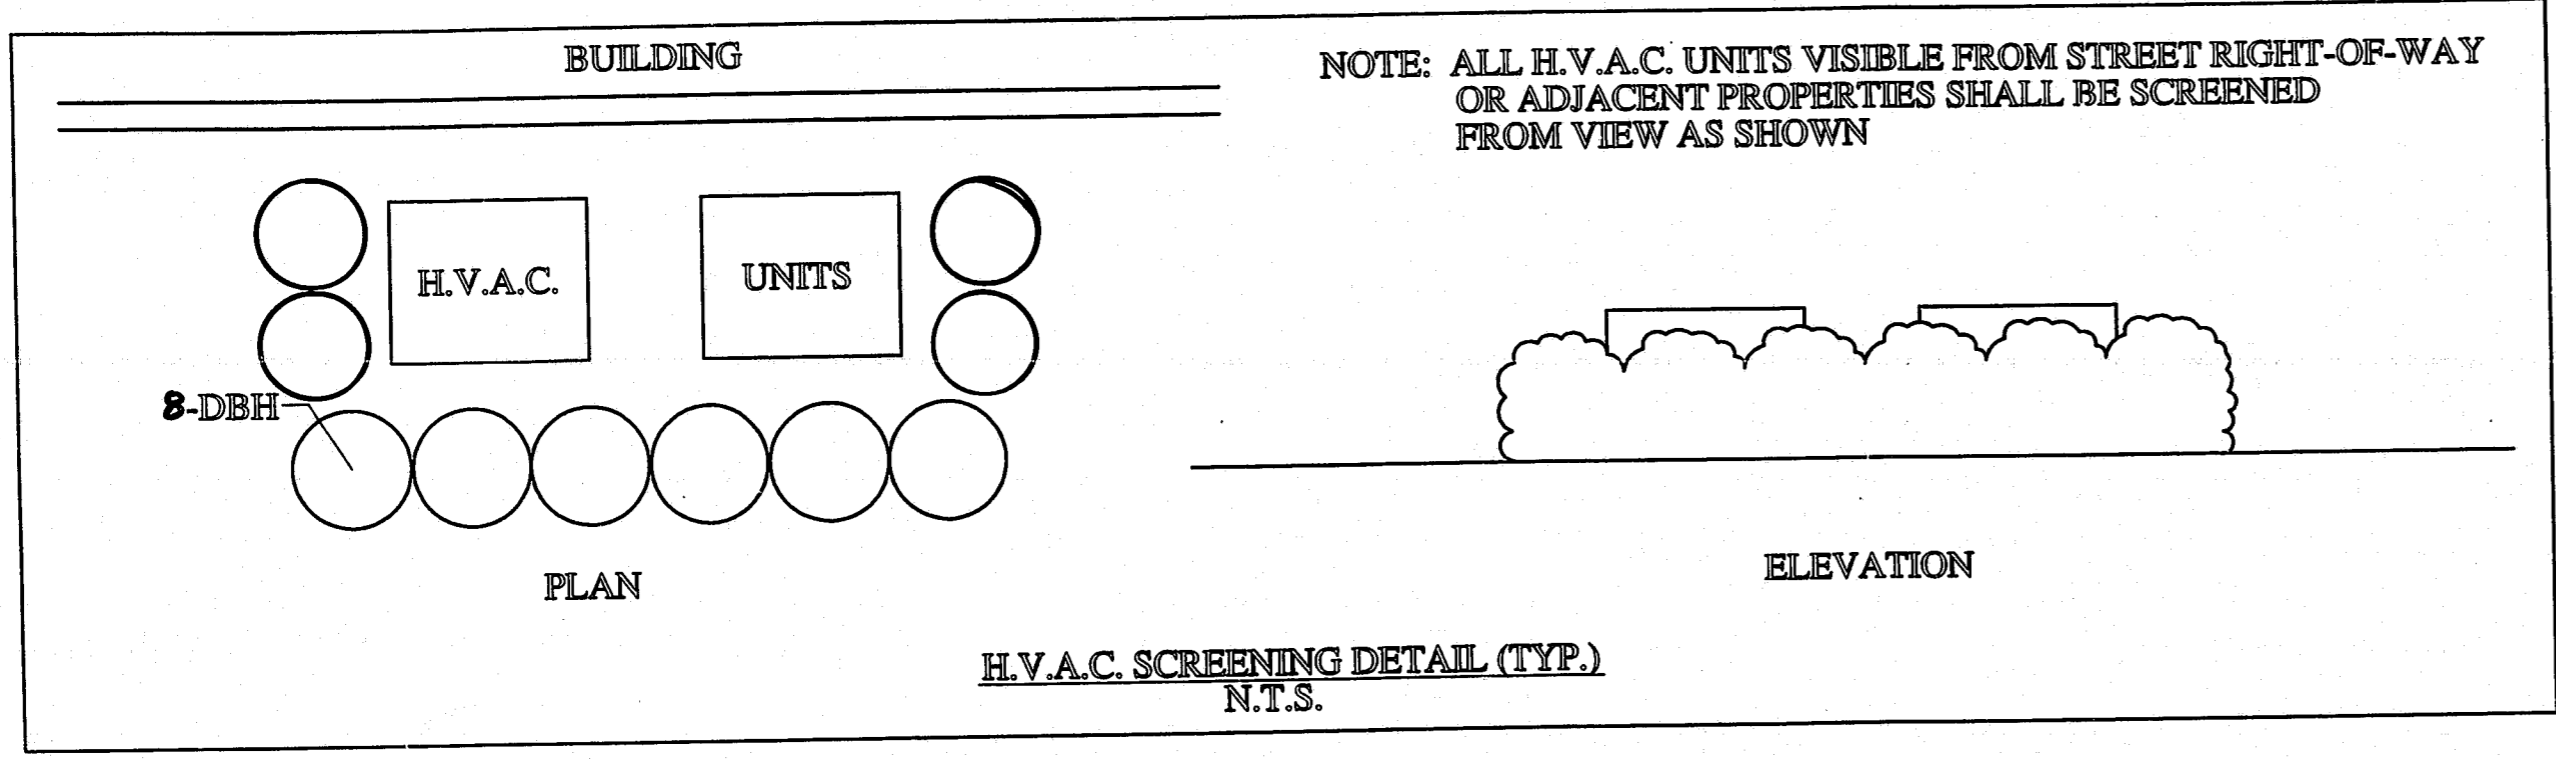 BUILDING
NOTE: ALL H.V.A.C. UNITS VISIBLE FROM STREET RIGHT-OF-WAY
OR ADJACENT PROPERTIES SHALL BE SCREENED
FROM VIEW AS SHOWN
H.V.A.C.
UNITS
8-DBH
PLAN
ELEVATION
H.V.A.C. SCREENING DETAIL (TYP.)
N.T.S.